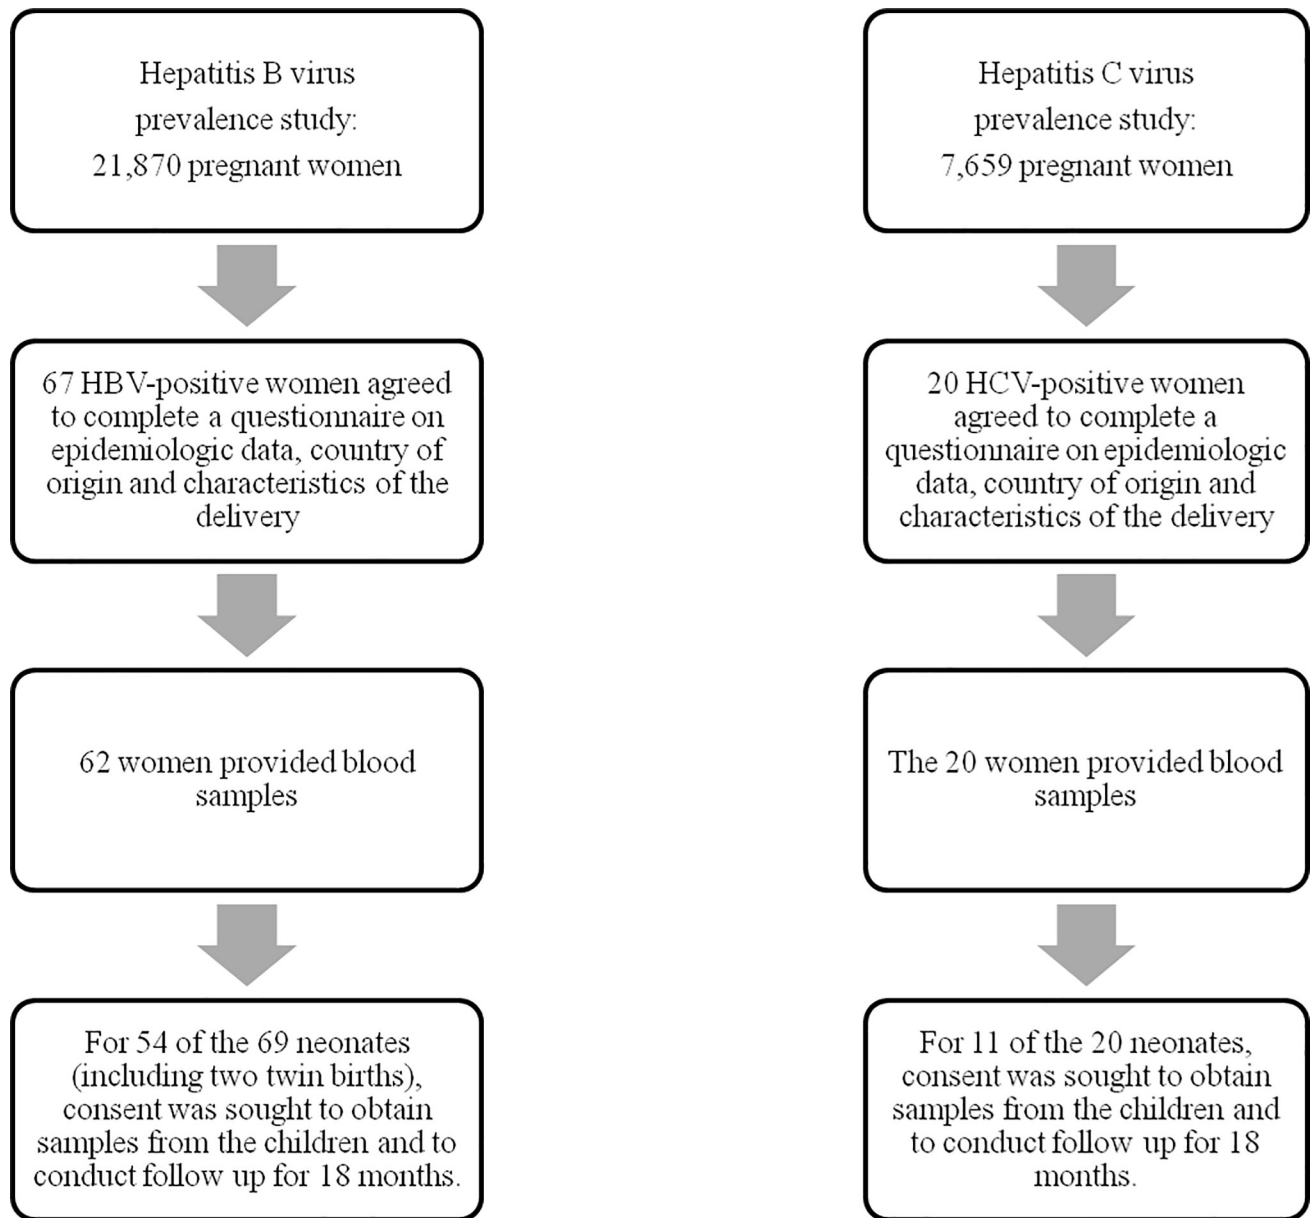 Hepatitis B virus
prevalence study:
21,870 pregnant women
67 HBV-positive women agreed
to complete a questionnaire on
epidemiologic data, country of
origin and characteristics of the
delivery
62 women provided blood
samples
For 54 of the 69 neonates
(including two twin births),
consent was sought to obtain
samples from the children and to
conduct follow up for 18 months.
Hepatitis C virus
prevalence study:
7,659 pregnant women
20 HCV-positive women
agreed to complete a
questionnaire on epidemiologic
data, country of origin and
characteristics of the delivery
The 20 women provided blood
samples
For 11 of the 20 neonates,
consent was sought to obtain
samples from the children and
to conduct follow up for 18
months.